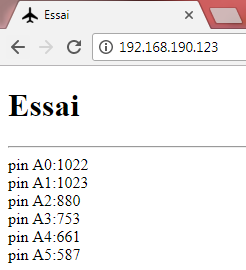 Essai
192.168.190.123
Essai
pin A0:1022
pin A1:1023
pin A2:880
pin A3:753
pin A4:661
pin A5:587